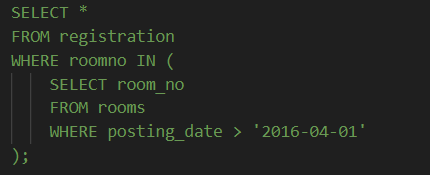 SELECT *
FROM registration
WHERE roomno IN (
    SELECT room_no
    FROM rooms
    WHERE posting_date > '2016-04-01'
);